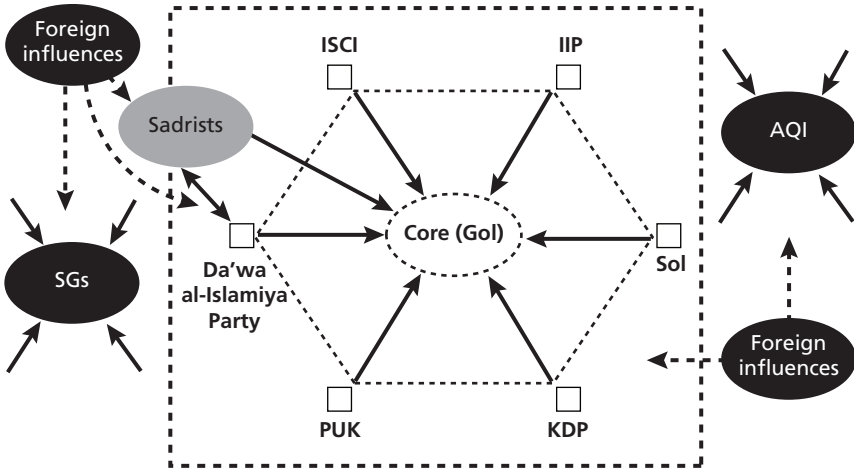 Foreign
influences
ISCI
IIP
Sadrists
AQI
Core (GoI)
SoI
Da’wa
al-Islamiya
Party
SGs
Foreign
influences
PUK
KDP